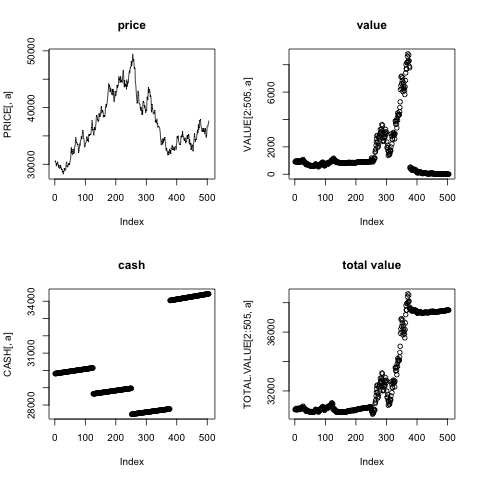 price
PRICE[, a]
30000 40000 50000
0 100 200 300 400 500
Index
value
VALUE[2:505, a]
0 2000 6000
0 100 200 300 400 500
Index
cash
CASH[, a]
28000 31000 34000
0 100 200 300 400 500
Index
total value
TOTAL.VALUE[2:505, a]
32000 36000
0 100 200 300 400 500
Index